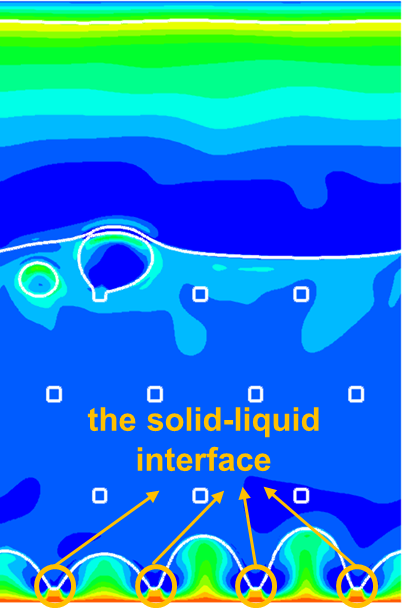 the solid-liquid
interface